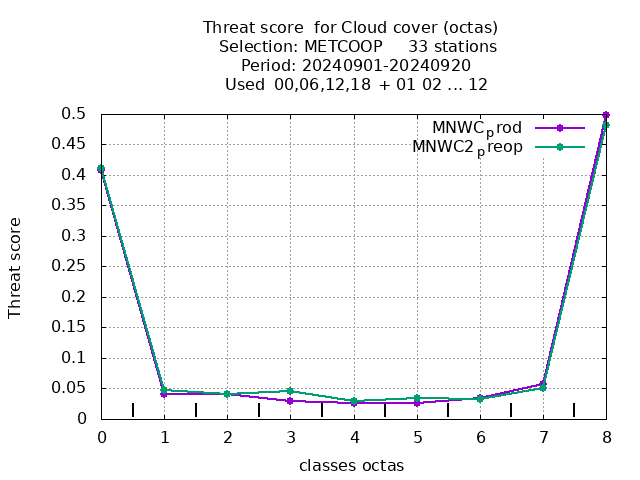 Threat score  for Cloud cover (octas)
Selection: METCOOP     33 stations
Period: 20240901-20240920
Used  00,06,12,18 + 01 02 ... 12
MNWCprod
MNWC2preop
0.5
0.45
0.4
0.35
0.3
0.25
0.2
0.15
0.1
0.05
0
Threat score
0 1 2 3 4 5 6 7 8
classes octas